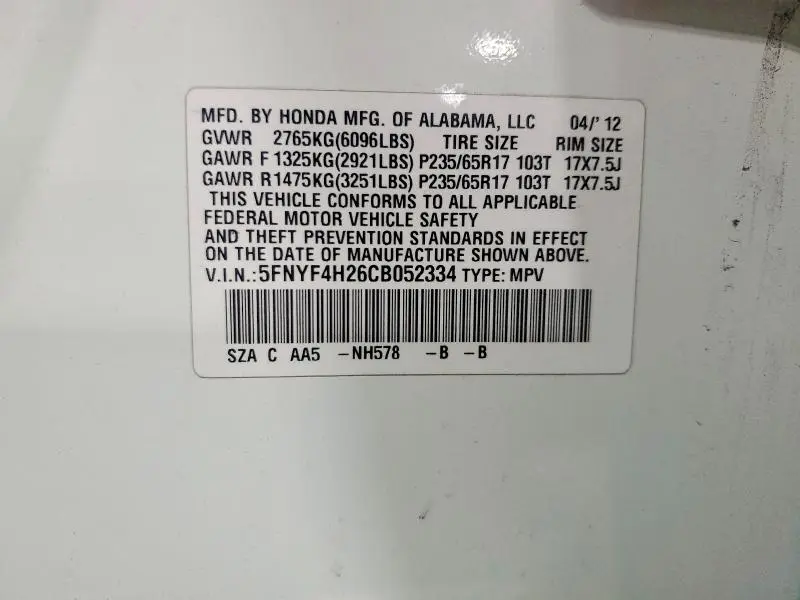 MFD. BY HONDA MFG. OF ALABAMA, LLC 04/' 12
GVWR 2765KG(6096LBS) TIRE SIZE RIM SIZE
GAWR F 1325KG(2921LBS) P235/65R17 103T 17X7.5J
GAWR R 1475KG(3251LBS) P235/65R17 103T 17X7.5J
THIS VEHICLE CONFORMS TO ALL APPLICABLE
FEDERAL MOTOR VEHICLE SAFETY
AND THEFT PREVENTION STANDARDS IN EFFECT
ON THE DATE OF MANUFACTURE SHOWN ABOVE.
V.I.N.: 5FNYF4H26CB052334 TYPE: MPV
SZA C AA5 -NH578 -B -B